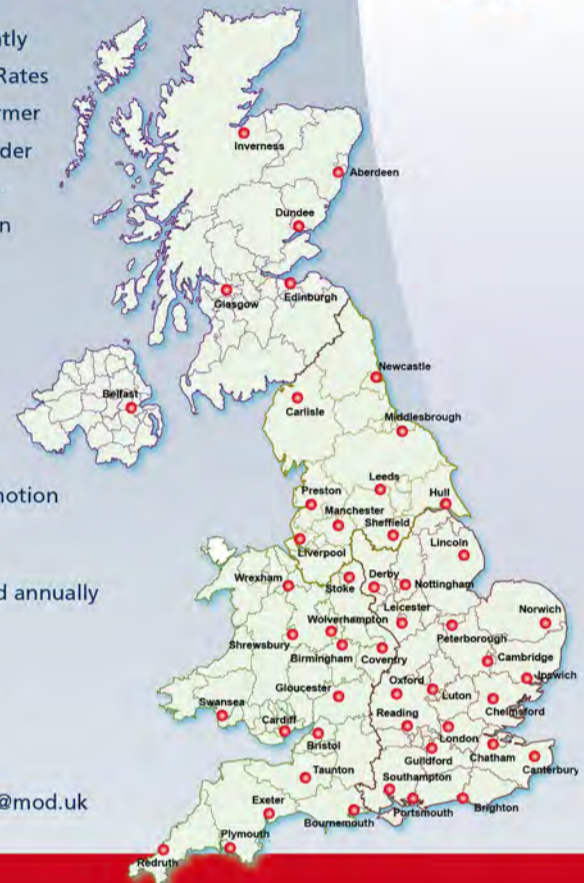 tly
Rates
rmer
der
n
Inverness
Aberdeen
Dundee
Glasgow
Edinburgh
Newcastle
Belfast
Carlisle
Middlesbrough
notion
Leeds
Preston
Hull
Manchester
Sheffield
Liverpool
Lincoln
d annually
Wrexham
Stoke
Derby
Nottingham
Leicester
Norwich
Wolverhampton
Peterborough
Shrewsbury
Birmingham
Coventry
Cambridge
Ipswich
Oxford
Luton
Gloucester
Chelmsford
Swansea
Reading
Cardiff
London
Bristol
Guildford
Chatham
Canterbury
Taunton
Southampton
@mod.uk
Exeter
Bournemouth
Portsmouth
Brighton
Plymouth
Redruth